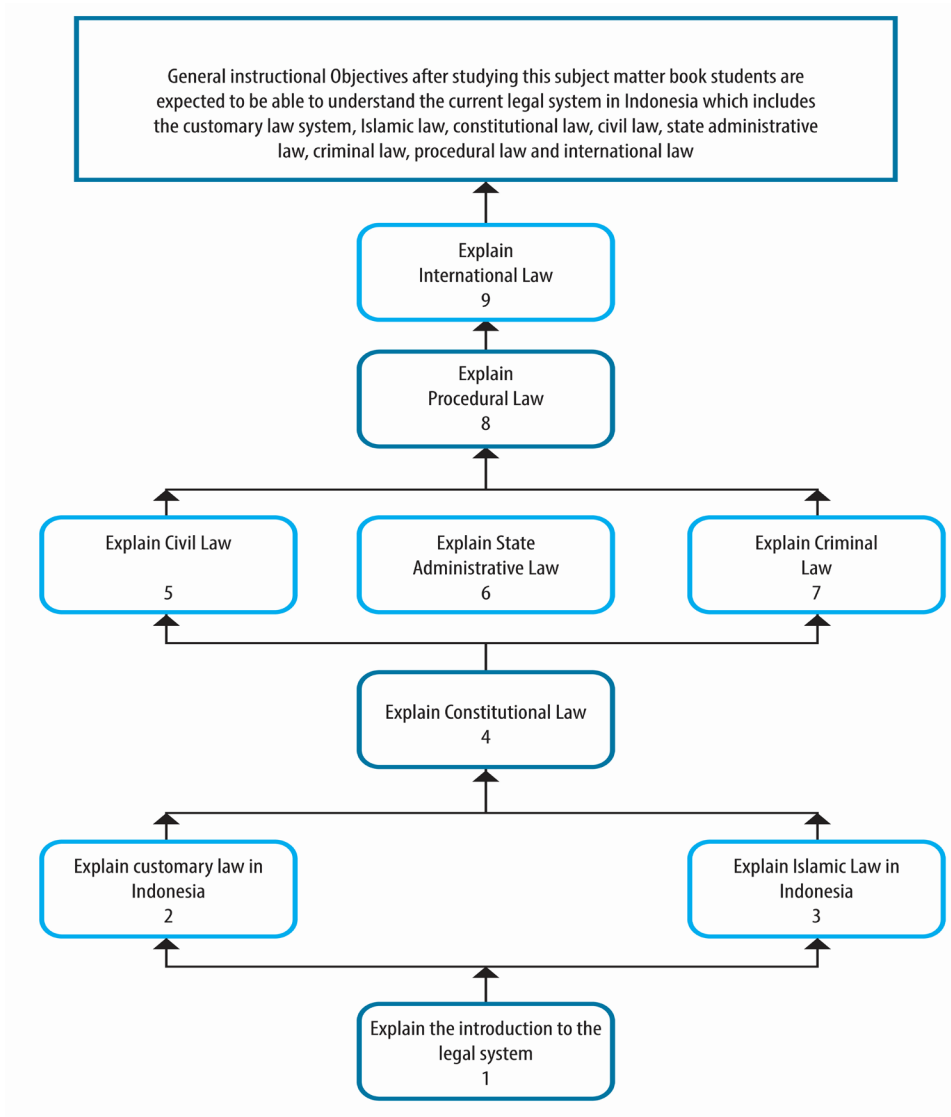 General instructional Objectives after studying this subject matter book students are
expected to be able to understand the current legal system in Indonesia which includes
the customary law system, Islamic law, constitutional law, civil law, state administrative
law, criminal law, procedural law and international law
Explain
International Law
9
Explain
Procedural Law
8
Explain Civil Law
5
Explain State
Administrative Law
6
Explain Criminal
Law
7
Explain Constitutional Law
4
Explain customary law in
Indonesia
2
Explain Islamic Law in
Indonesia
3
Explain the introduction to the
legal system
1